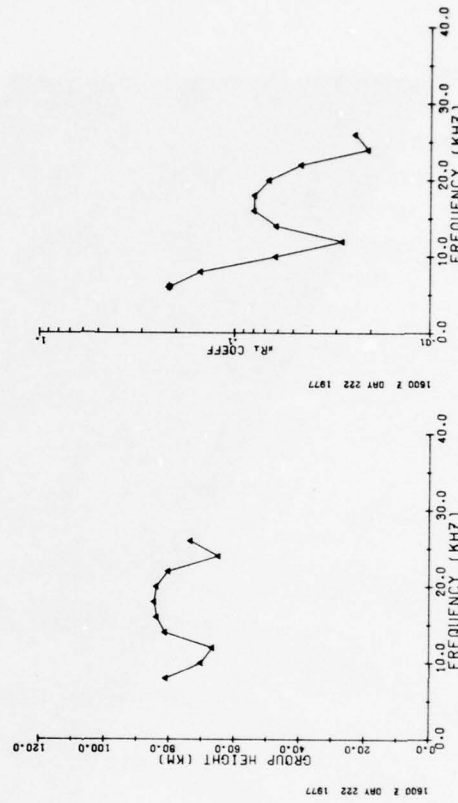 1600 Z DAY 222 1977
GROUP HEIGHT (KM)
120.0
100.0
80.0
60.0
40.0
20.0
0.0
0.0 10.0 20.0 30.0 40.0
FREQUENCY (KHZ)
1600 Z DAY 222 1977
∥R⊥ COEFF
1.
.1
.01
0.0 10.0 20.0 30.0 40.0
FREQUENCY (KHZ)